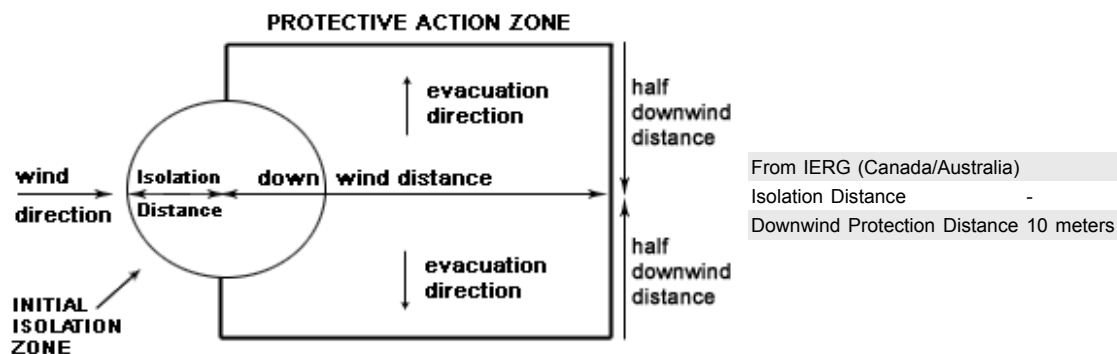 PROTECTIVE ACTION ZONE
evacuation
direction
half
downwind
distance
wind
direction
Isolation
Distance
down wind distance
evacuation
direction
half
downwind
distance
INITIAL
ISOLATION
ZONE
From IERG (Canada/Australia)
Isolation Distance -
Downwind Protection Distance 10 meters